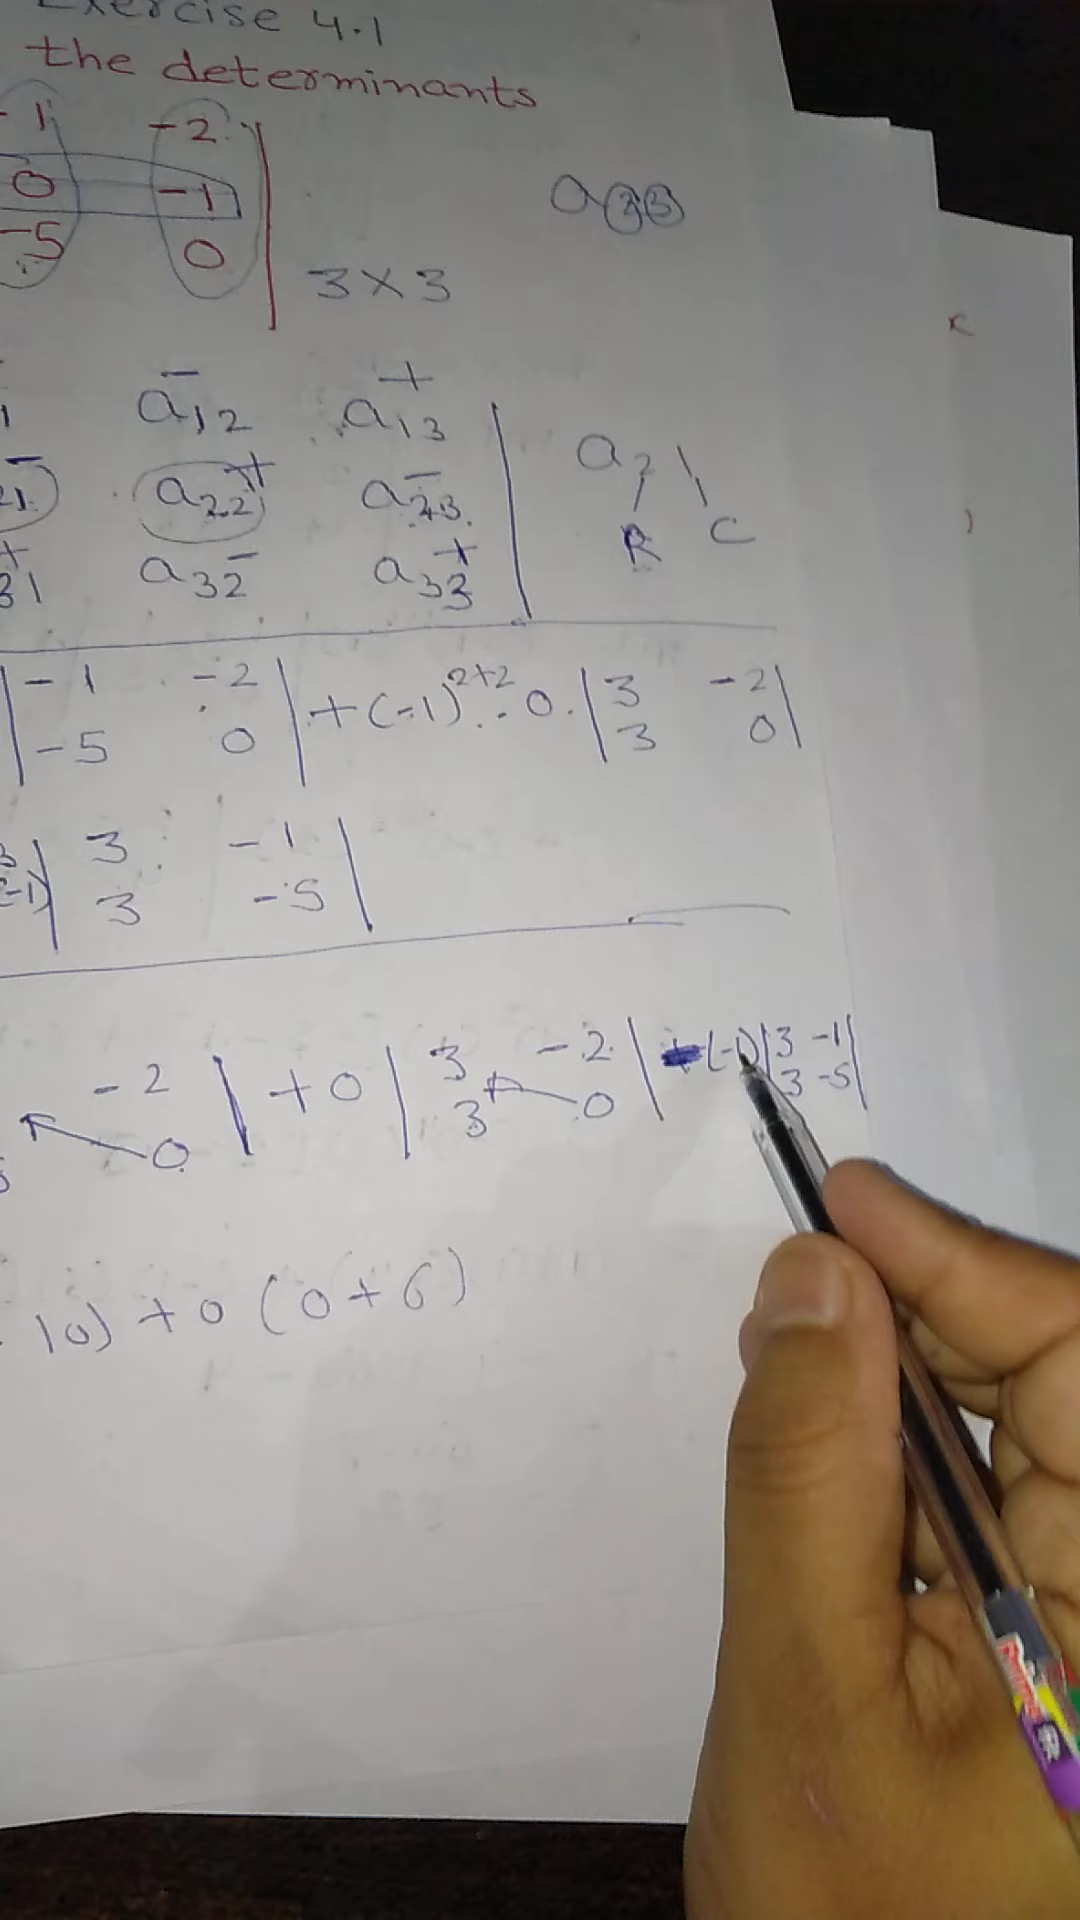 Exercise 4.1
the determinants
-1 -2
0 -1
-5 0
3×3
a12 - a13 +
a22 + a23 -
a32 - a33 +
a21
R C
| -1 -2 | + (-1)^2+2 . 0 . | 3 -2 |
| -5 0 | | 3 0 |
(-1) | 3 -1 |
| 3 -5 |
-2 | + 0 | 3 -2 | - (-1) | 3 -1 |
0 | | 3 0 | | 3 -5 |
10) + 0 (0 + 6)